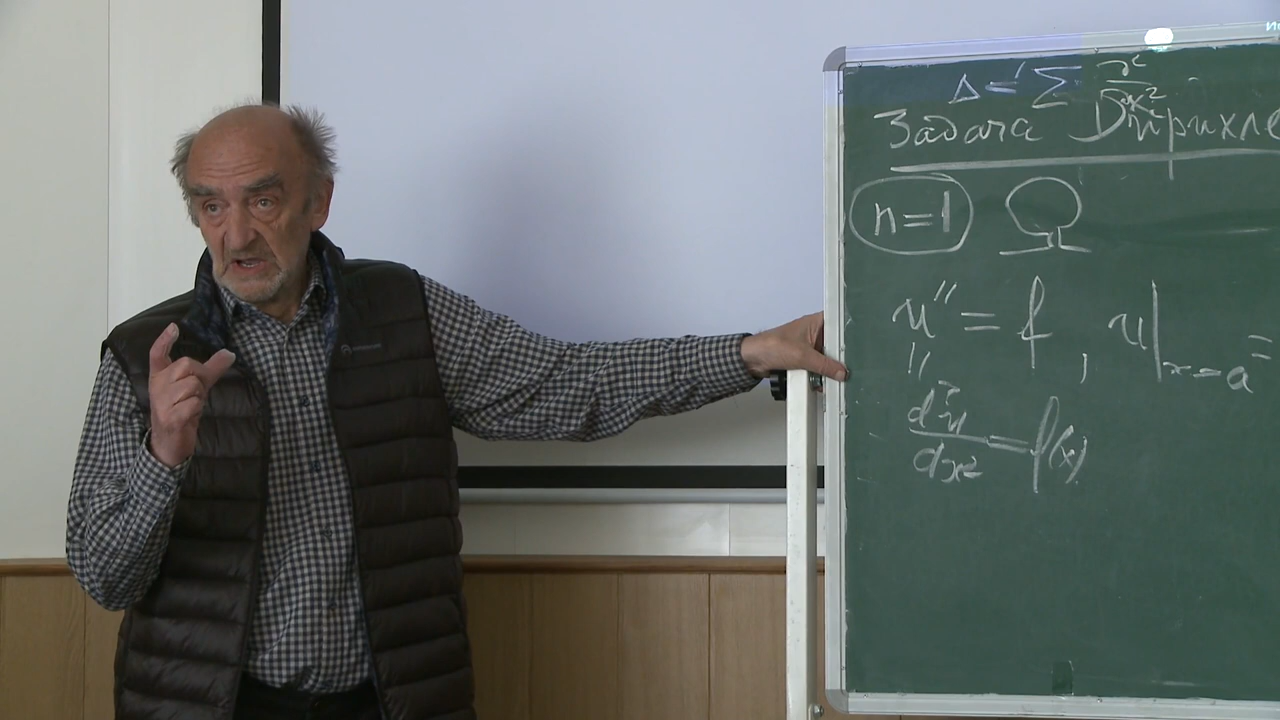 Δ = Σ ∂²/∂x²
Задача Дирихле
n=1 Ω
u'' = f, u|x=a =
"
d²u/dx² = f(x)